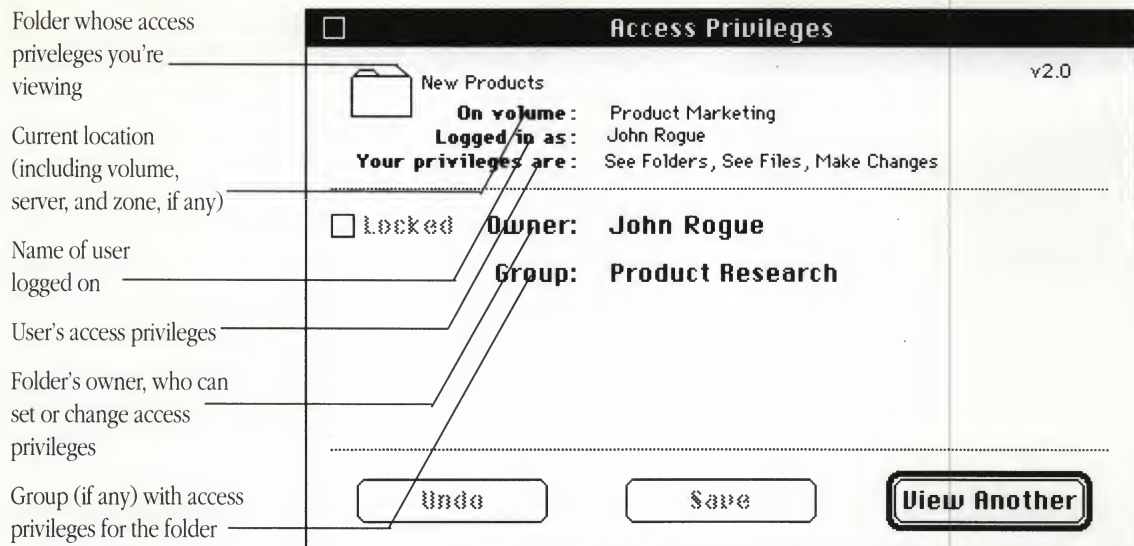 Folder whose access
priveleges you're
viewing
Current location
(including volume,
server, and zone, if any)
Name of user
logged on
User's access privileges
Folder's owner, who can
set or change access
privileges
Group (if any) with access
privileges for the folder
Access Privileges
New Products
v2.0
On volume: Product Marketing
Logged in as: John Rogue
Your privileges are: See Folders, See Files, Make Changes
Locked Owner: John Rogue
Group: Product Research
Undo Save View Another